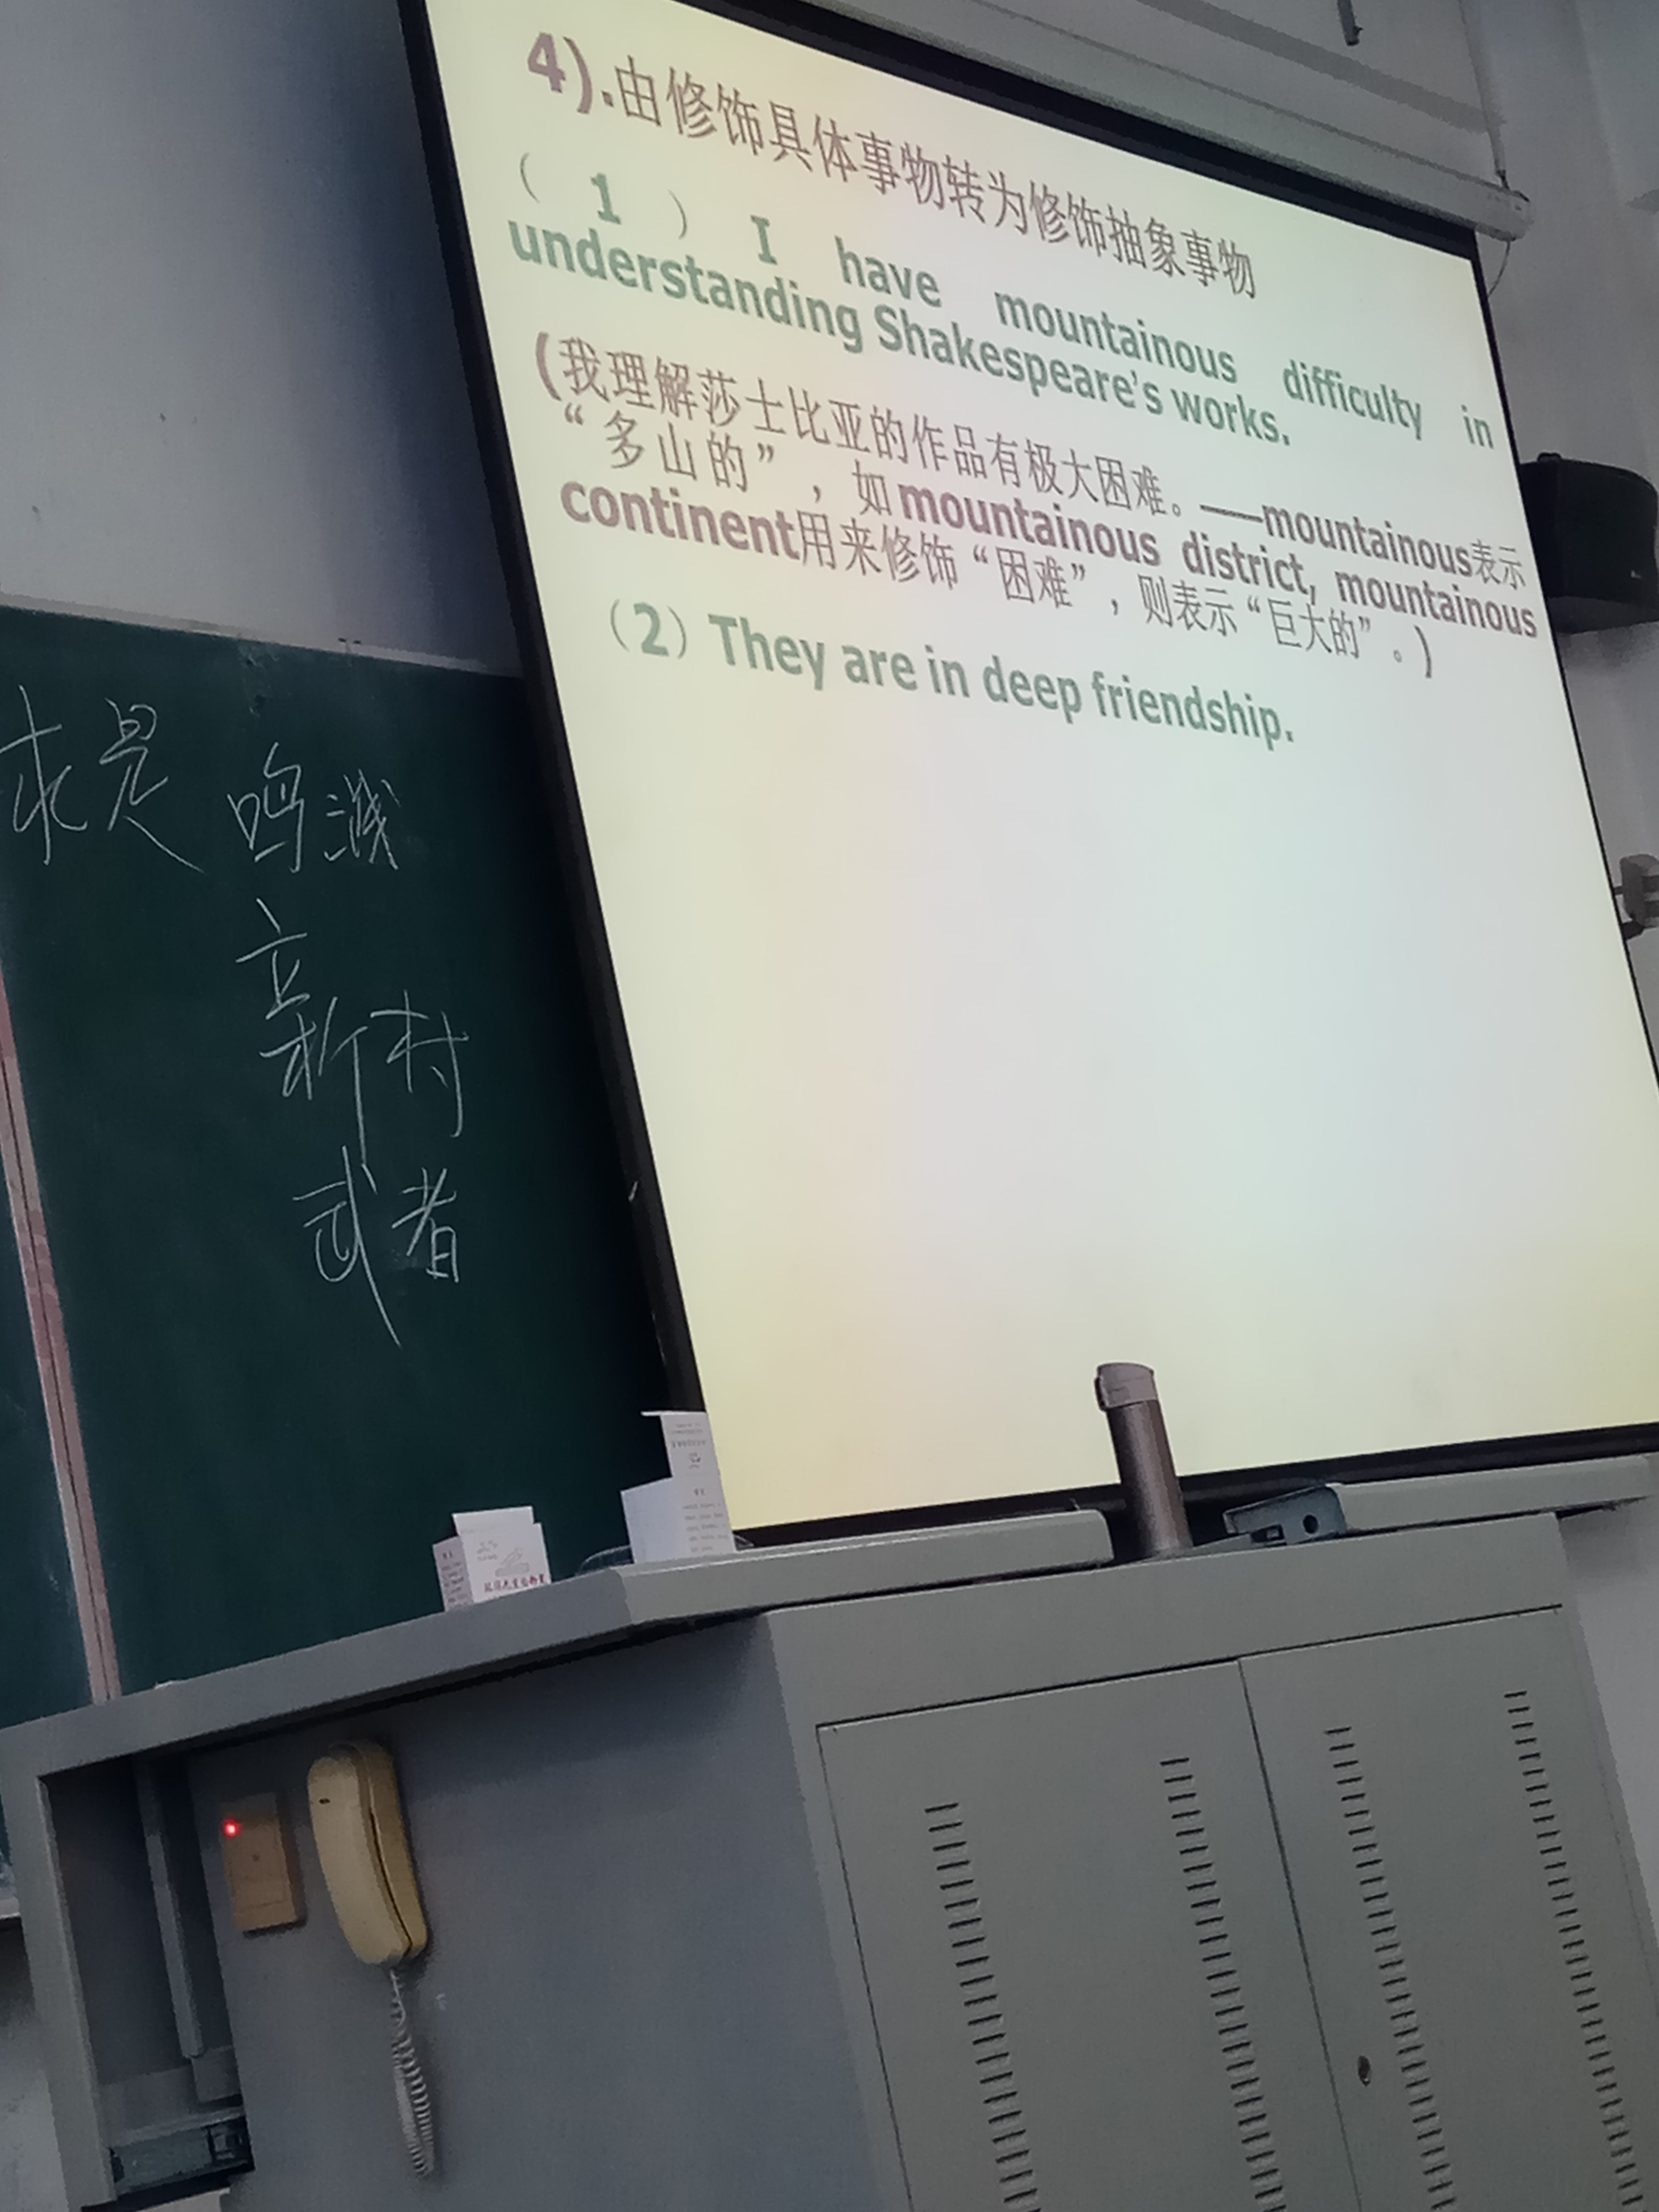 4).由修饰具体事物转为修饰抽象事物
（ 1 ） I have mountainous difficulty in
understanding Shakespeare’s works.
(我理解莎士比亚的作品有极大困难。——mountainous表示
“多山的”，如mountainous district, mountainous
continent用来修饰“困难”，则表示“巨大的”。)
（2）They are in deep friendship.
求是
鸣溅
立
新村
武者